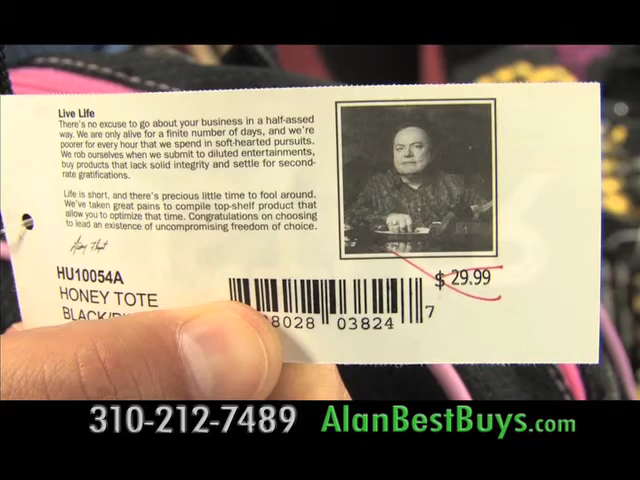 Live Life
There's no excuse to go about your business in a half-assed
way. We are only alive for a finite number of days, and we're
poorer for every hour that we spend in soft-hearted pursuits.
We rob ourselves when we submit to diluted entertainments,
buy products that lack solid integrity and settle for second-
rate gratifications.
Life is short, and there's precious little time to fool around.
We've taken great pains to compile top-shelf product that
allow you to optimize that time. Congratulations on choosing
to lead an existence of uncompromising freedom of choice.
HU10054A
HONEY TOTE
$ 29.99
8028 03824 7
310-212-7489 AlanBestBuys.com